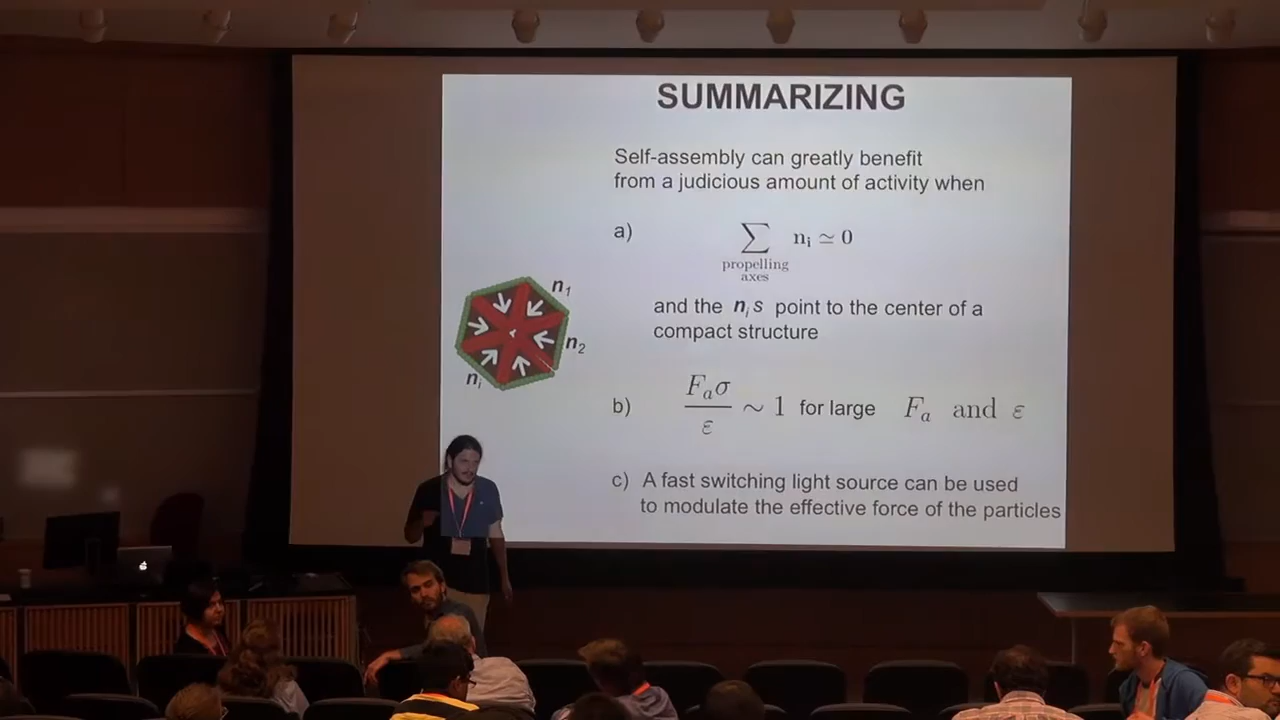 SUMMARIZING
Self-assembly can greatly benefit
from a judicious amount of activity when
a) ∑ nᵢ ≃ 0
propelling
axes
and the nᵢ s point to the center of a
compact structure
n₁
n₂
nᵢ
b) Fₐσ / ε ∼ 1 for large Fₐ and ε
c) A fast switching light source can be used
to modulate the effective force of the particles